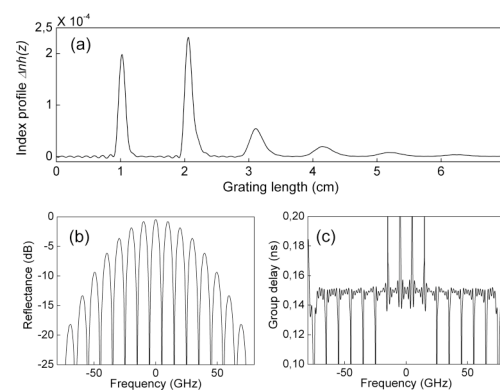 2,5 X 10⁻⁴
(a)
Index profile Δnh(z)
2
1
0
0 1 2 3 4 5 6
Grating length (cm)
(b)
Reflectance (dB)
0
-5
-10
-15
-20
-25
-50 0 50
Frequency (GHz)
(c)
Group delay (ns)
0,20
0,18
0,16
0,14
0,12
0,10
-50 0 50
Frequency (GHz)